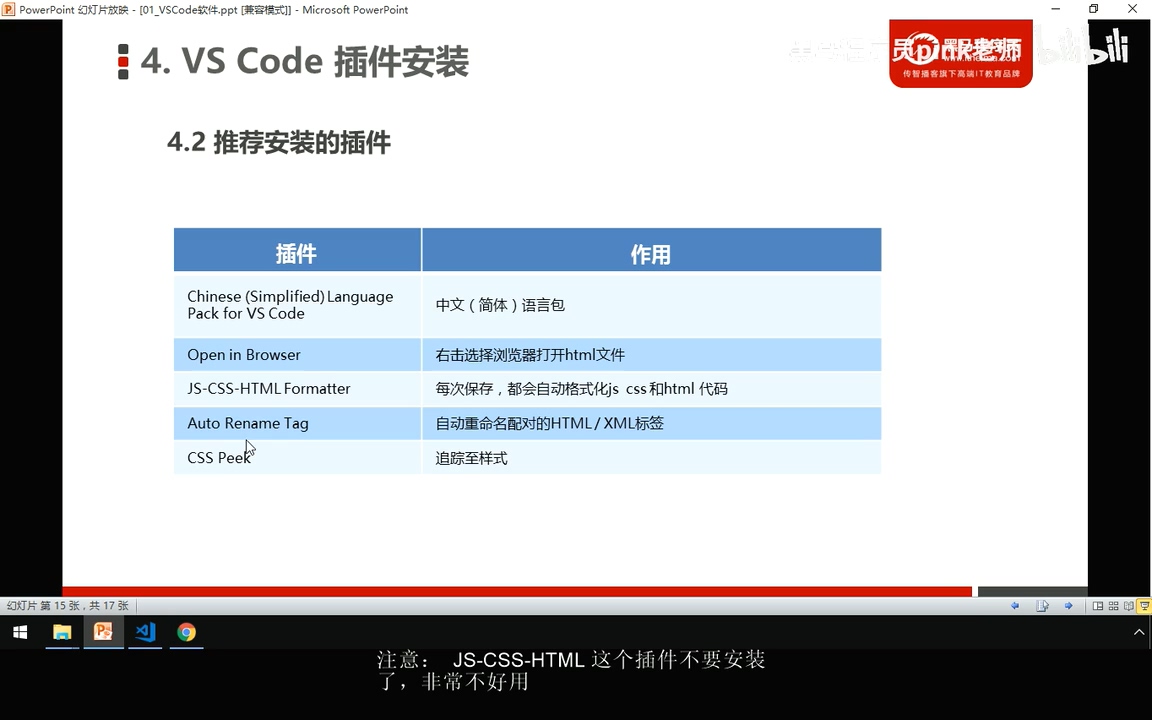 PowerPoint 幻灯片放映 - [01_VSCode软件.ppt [兼容模式]] - Microsoft PowerPoint
4. VS Code 插件安装
员pink老师
bilibili
传智播客旗下高端IT教育品牌
4.2 推荐安装的插件
插件
作用
Chinese (Simplified) Language
Pack for VS Code
中文（简体）语言包
Open in Browser
右击选择浏览器打开html文件
JS-CSS-HTML Formatter
每次保存，都会自动格式化js css 和html 代码
Auto Rename Tag
自动重命名配对的HTML / XML标签
CSS Peek
追踪至样式
幻灯片 第 15 张，共 17 张
注意： JS-CSS-HTML 这个插件不要安装
了，非常不好用